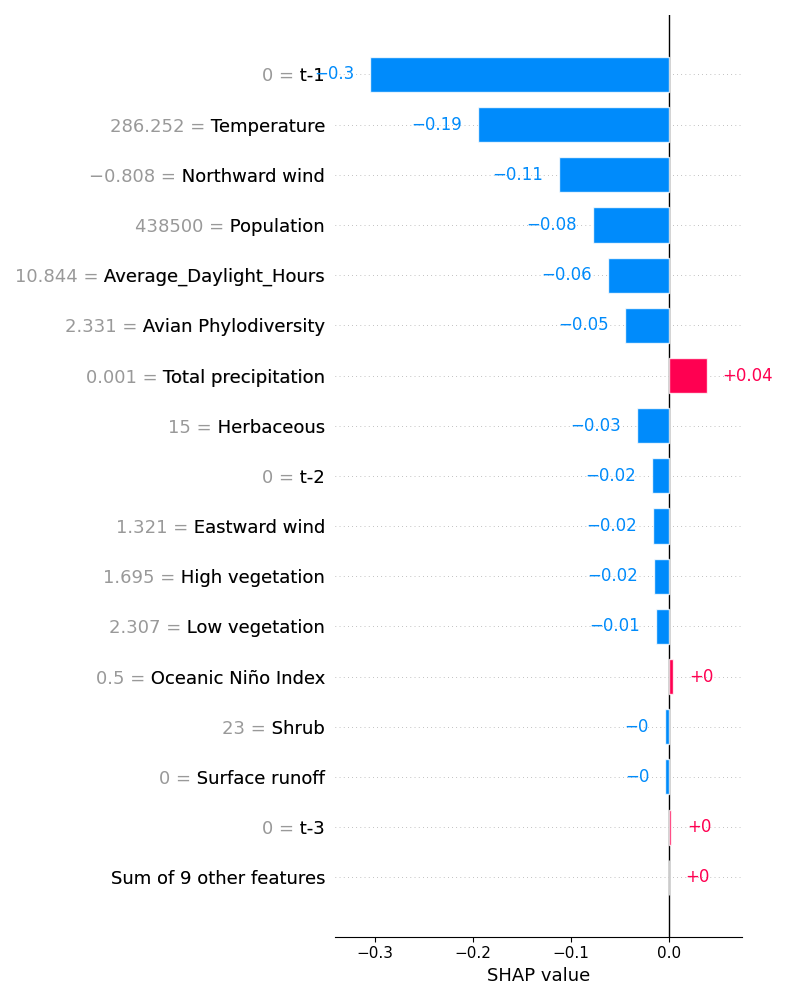 0 = t-1 −0.3
286.252 = Temperature −0.19
−0.808 = Northward wind −0.11
438500 = Population −0.08
10.844 = Average_Daylight_Hours −0.06
2.331 = Avian Phylodiversity −0.05
0.001 = Total precipitation +0.04
15 = Herbaceous −0.03
0 = t-2 −0.02
1.321 = Eastward wind −0.02
1.695 = High vegetation −0.02
2.307 = Low vegetation −0.01
0.5 = Oceanic Niño Index +0
23 = Shrub −0
0 = Surface runoff −0
0 = t-3 +0
Sum of 9 other features +0
−0.3 −0.2 −0.1 0.0
SHAP value